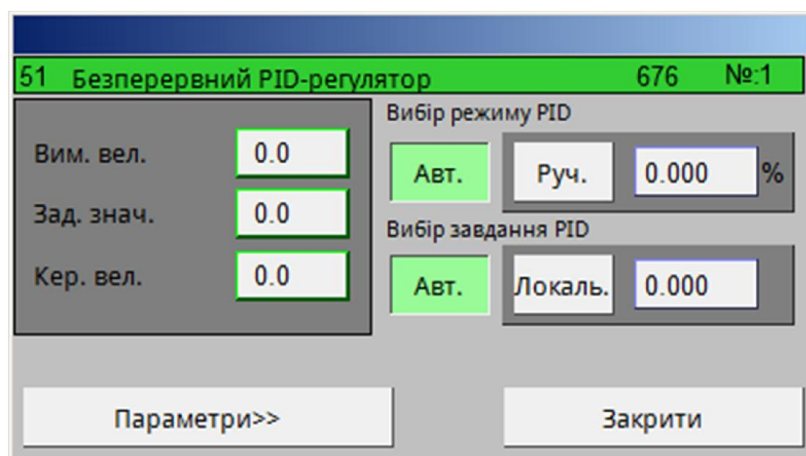 51 Безперервний PID-регулятор 676 №:1
Вибір режиму PID
Вим. вел. 0.0 Авт. Руч. 0.000 %
Зад. знач. 0.0
Вибір завдання PID
Кер. вел. 0.0 Авт. Локаль. 0.000
Параметри>> Закрити